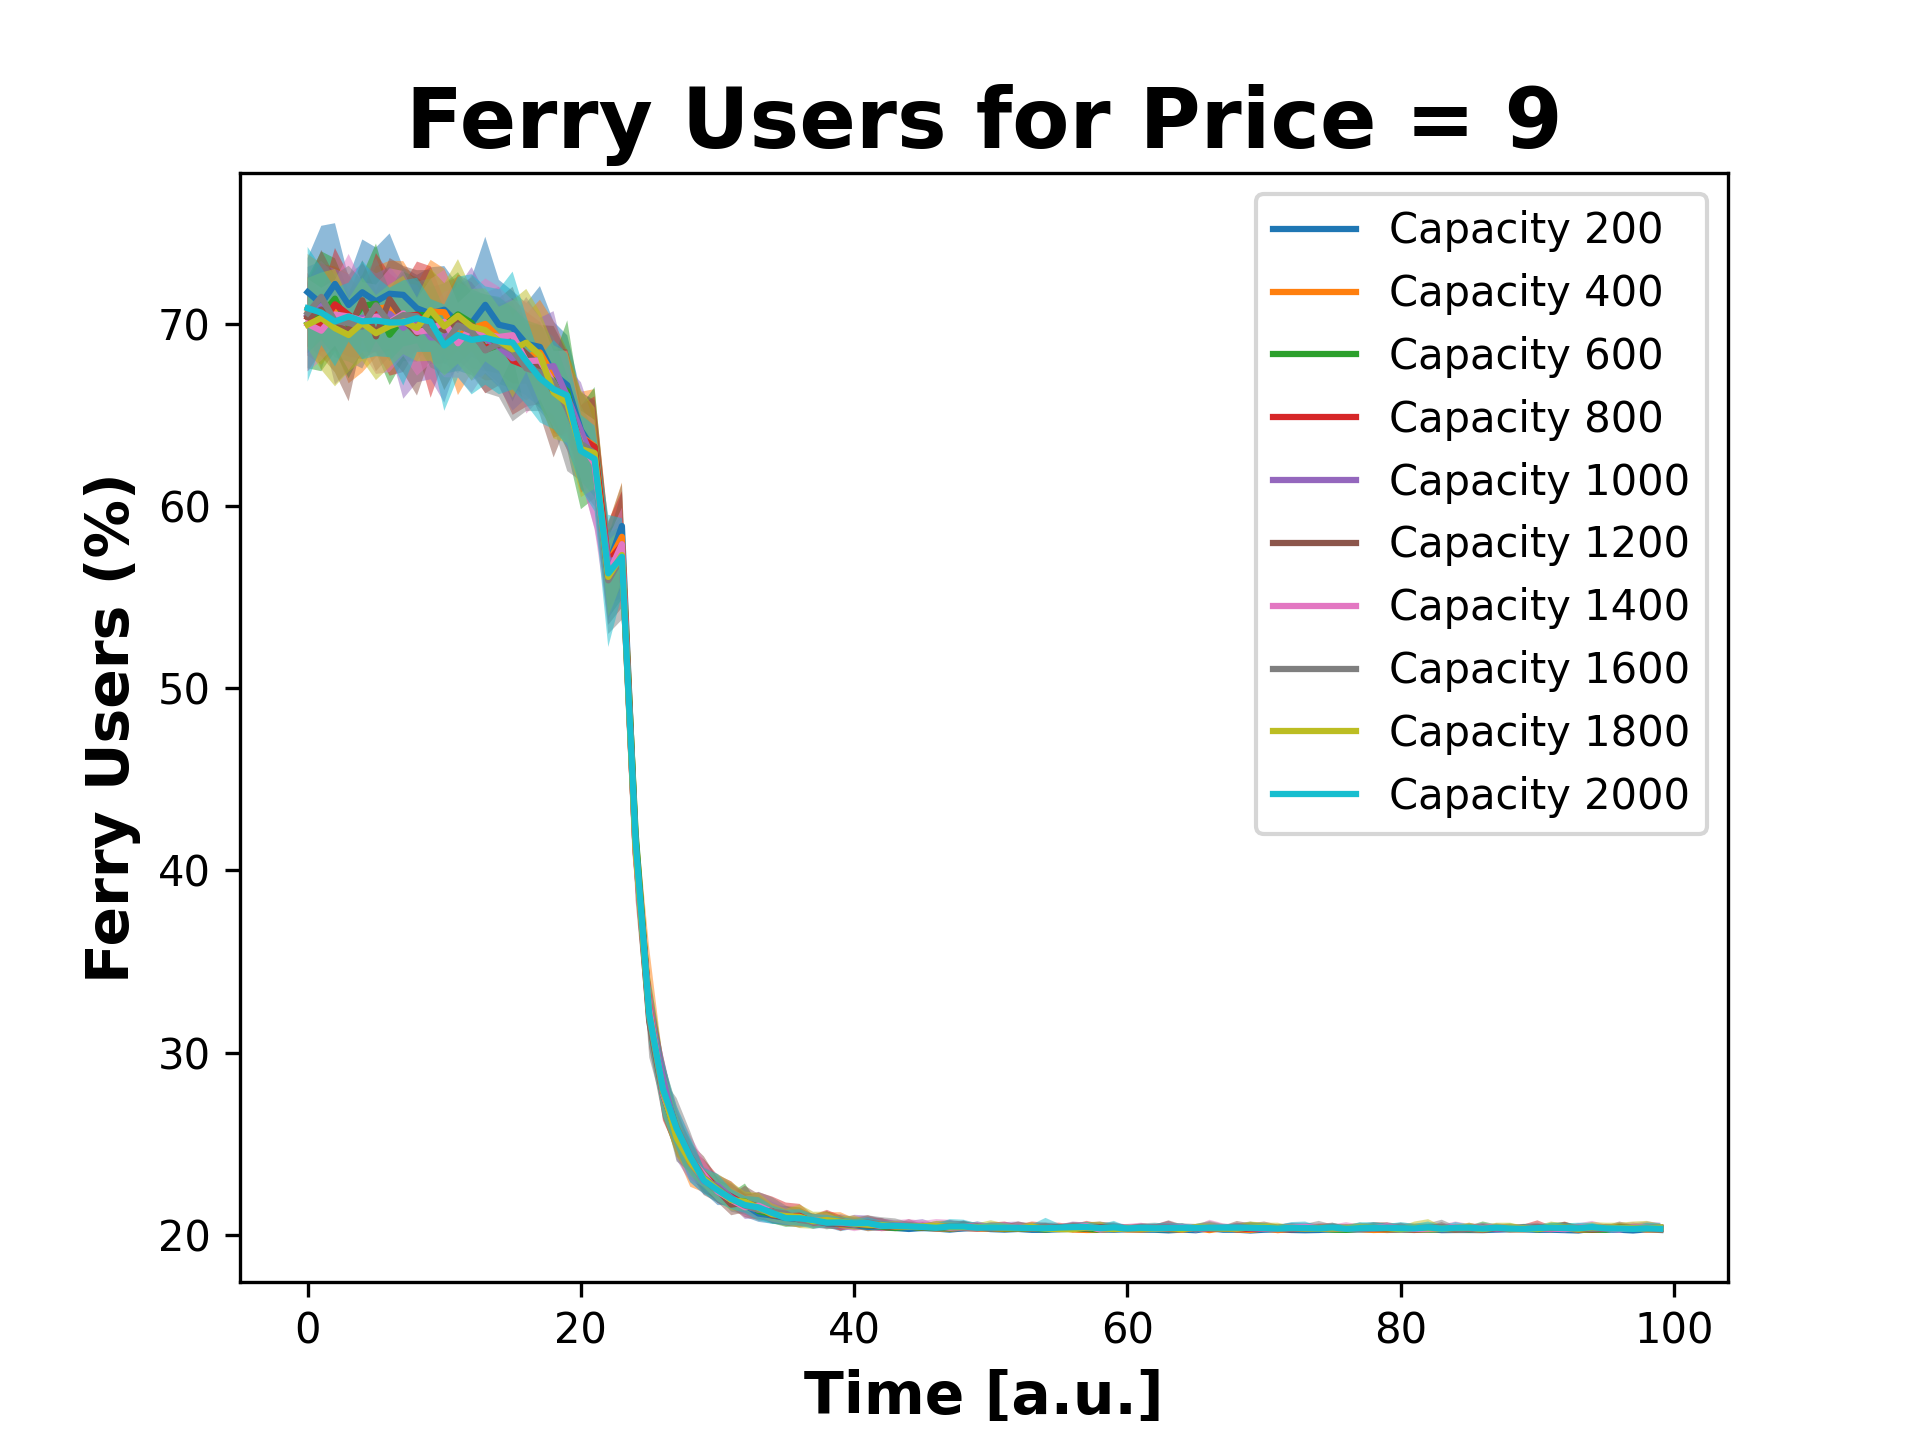 Ferry Users for Price = 9
Ferry Users (%)
70
60
50
40
30
20
0
20
40
60
80
100
Time [a.u.]
Capacity 200
Capacity 400
Capacity 600
Capacity 800
Capacity 1000
Capacity 1200
Capacity 1400
Capacity 1600
Capacity 1800
Capacity 2000